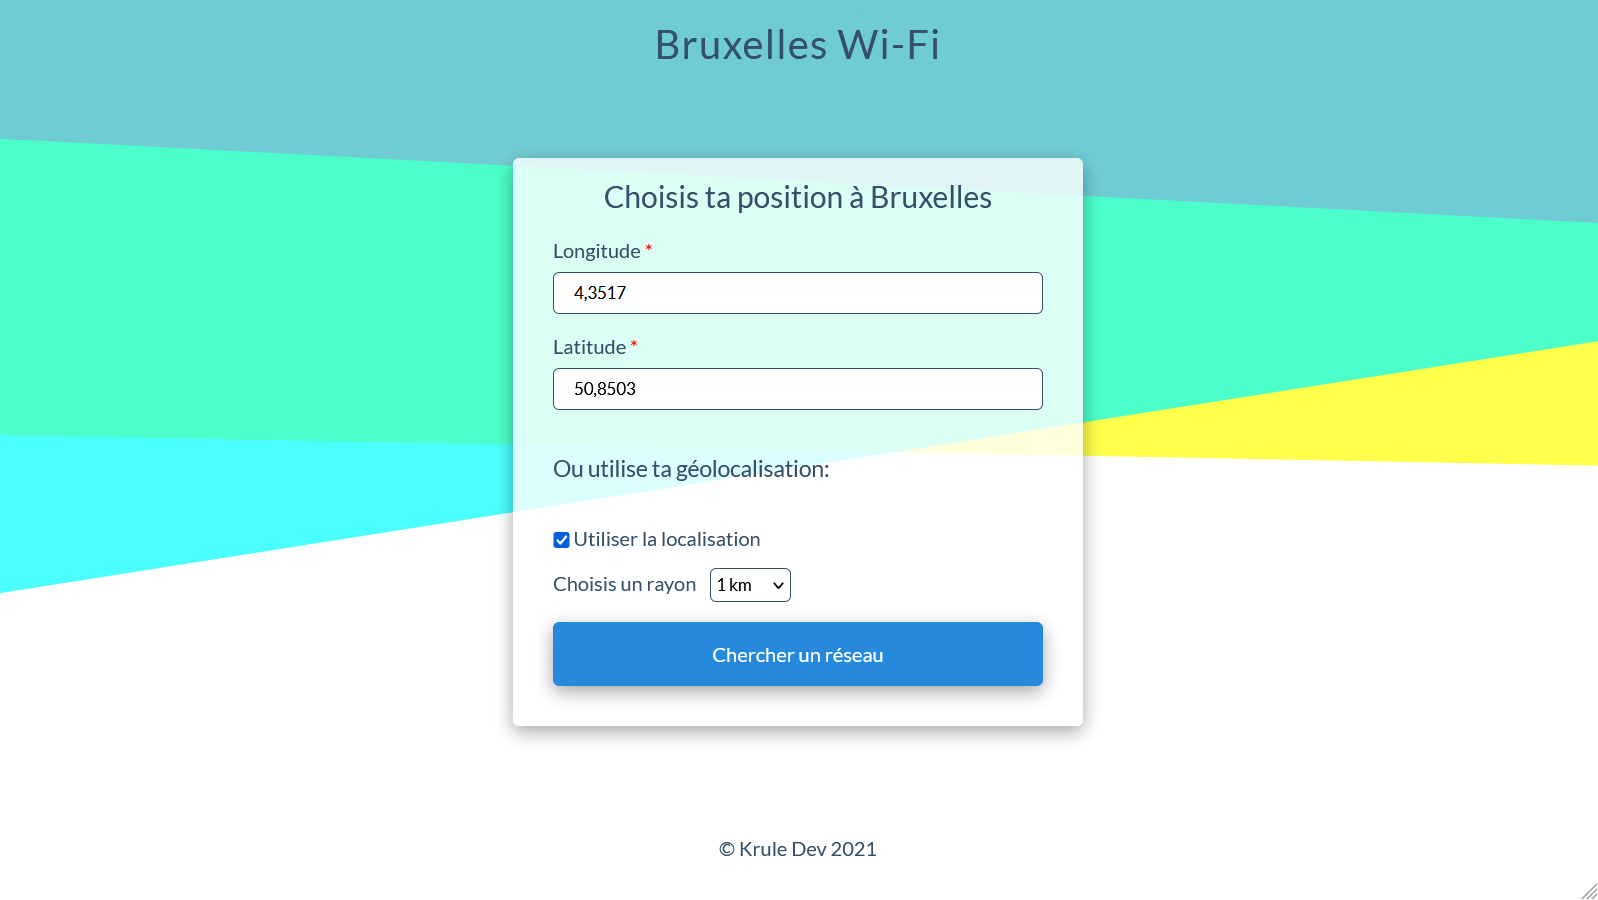 Bruxelles Wi-Fi
Choisis ta position à Bruxelles
Longitude *
4,3517
Latitude *
50,8503
Ou utilise ta géolocalisation:
Utiliser la localisation
Choisis un rayon 1 km
Chercher un réseau
© Krule Dev 2021